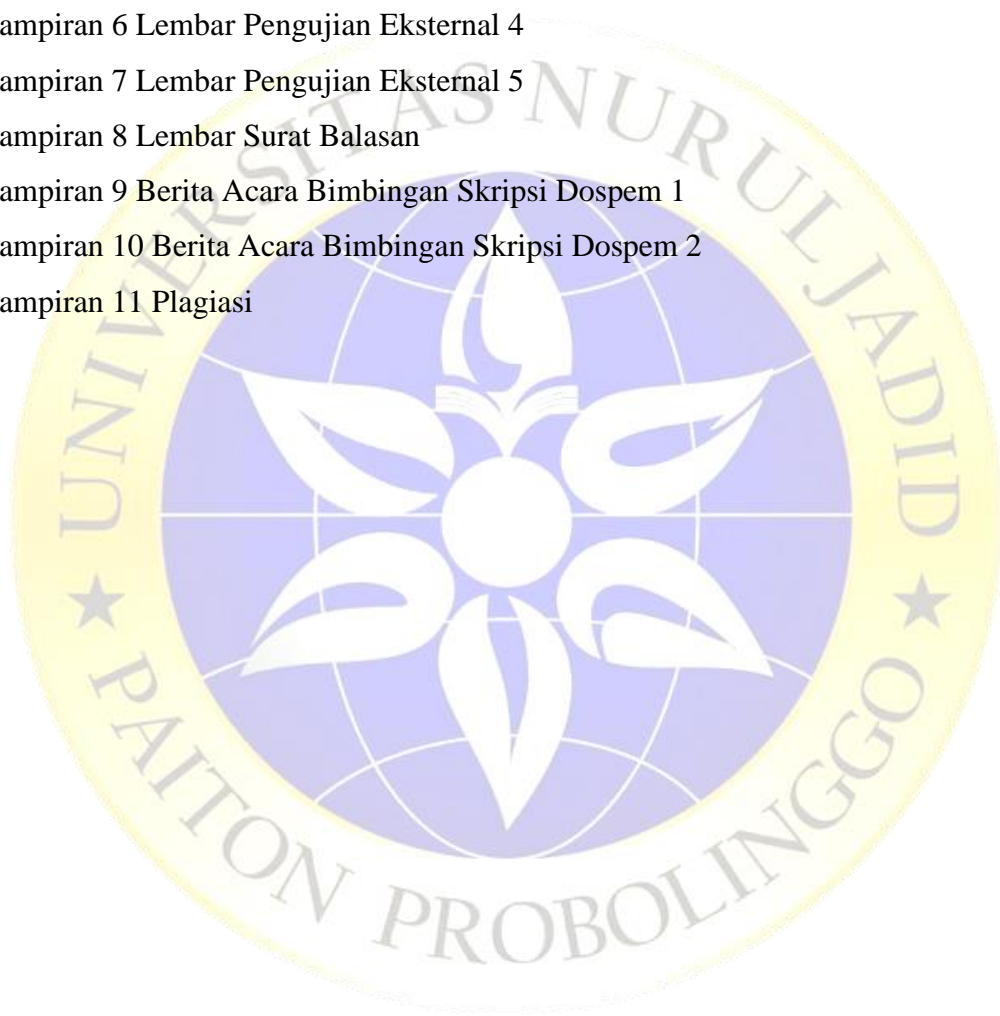 ampiran 6 Lembar Pengujian Eksternal 4
ampiran 7 Lembar Pengujian Eksternal 5
ampiran 8 Lembar Surat Balasan
ampiran 9 Berita Acara Bimbingan Skripsi Dospem 1
ampiran 10 Berita Acara Bimbingan Skripsi Dospem 2
ampiran 11 Plagiasi
UNIVERSITAS NURUL JADID
PAITON PROBOLINGGO